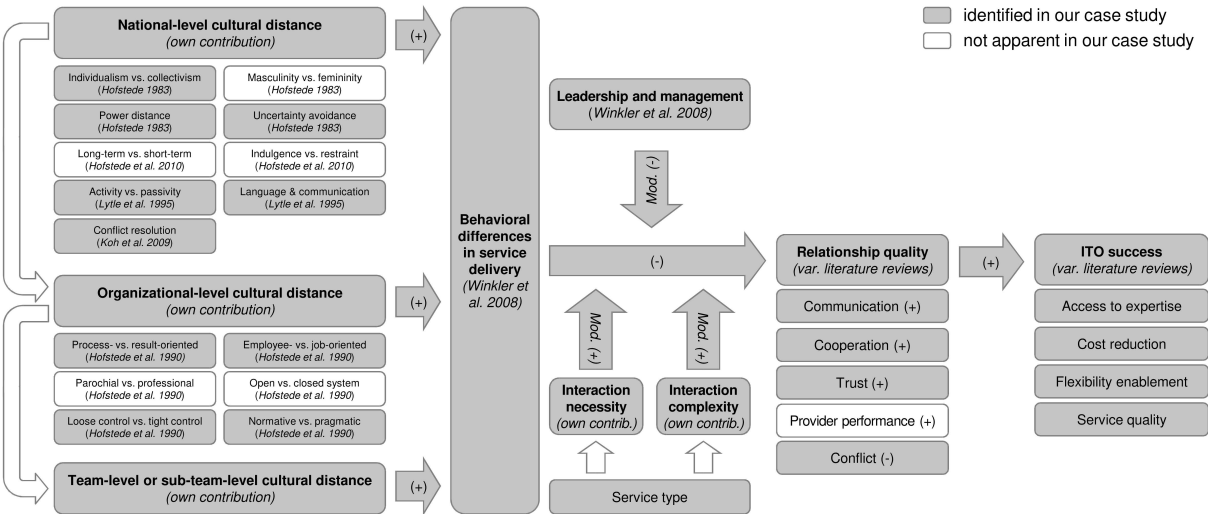 National-level cultural distance
(own contribution)
(+)
Individualism vs. collectivism
(Hofstede 1983)
Masculinity vs. femininity
(Hofstede 1983)
Power distance
(Hofstede 1983)
Uncertainty avoidance
(Hofstede 1983)
Long-term vs. short-term
(Hofstede et al. 2010)
Indulgence vs. restraint
(Hofstede et al. 2010)
Activity vs. passivity
(Lytle et al. 1995)
Language & communication
(Lytle et al. 1995)
Conflict resolution
(Koh et al. 2009)
Organizational-level cultural distance
(own contribution)
(+)
Process- vs. result-oriented
(Hofstede et al. 1990)
Employee- vs. job-oriented
(Hofstede et al. 1990)
Parochial vs. professional
(Hofstede et al. 1990)
Open vs. closed system
(Hofstede et al. 1990)
Loose control vs. tight control
(Hofstede et al. 1990)
Normative vs. pragmatic
(Hofstede et al. 1990)
Team-level or sub-team-level cultural distance
(own contribution)
(+)
Behavioral
differences
in service
delivery
(Winkler et
al. 2008)
Leadership and management
(Winkler et al. 2008)
Mod. (-)
(-)
Mod. (+)
Mod. (+)
Interaction
necessity
(own contrib.)
Interaction
complexity
(own contrib.)
Service type
Relationship quality
(var. literature reviews)
Communication (+)
Cooperation (+)
Trust (+)
Provider performance (+)
Conflict (-)
(+)
ITO success
(var. literature reviews)
Access to expertise
Cost reduction
Flexibility enablement
Service quality
identified in our case study
not apparent in our case study